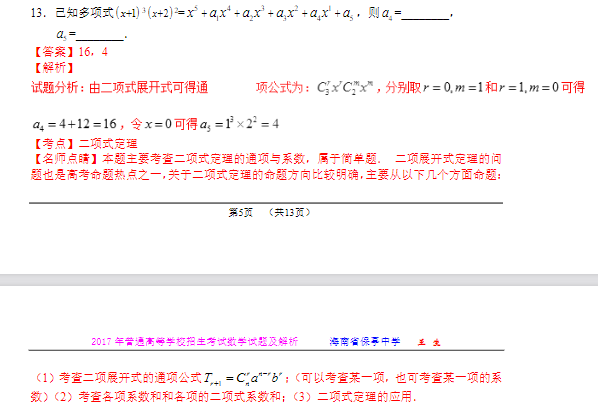 13. 已知多项式(x+1)³(x+2)²=x⁵+a₁x⁴+a₂x³+a₃x²+a₄x¹+a₅，则a₄=________，
a₅=________.
【答案】16，4
【解析】
试题分析：由二项式展开式可得通 项公式为：C₃ʳxʳC₂ᵐxᵐ，分别取r=0,m=1和r=1,m=0可得
a₄=4+12=16，令x=0可得a₅=1³×2²=4
【考点】二项式定理
【名师点睛】本题主要考查二项式定理的通项与系数，属于简单题． 二项展开式定理的问
题也是高考命题热点之一，关于二项式定理的命题方向比较明确，主要从以下几个方面命题：
第5页 （共13页）
2017年普通高等学校招生考试数学试题及解析 海南省保亭中学 王 生
（1）考查二项展开式的通项公式Tᵣ₊₁=Cₙʳaⁿ⁻ʳbʳ；（可以考查某一项，也可考查某一项的系
数）（2）考查各项系数和和各项的二项式系数和；（3）二项式定理的应用．